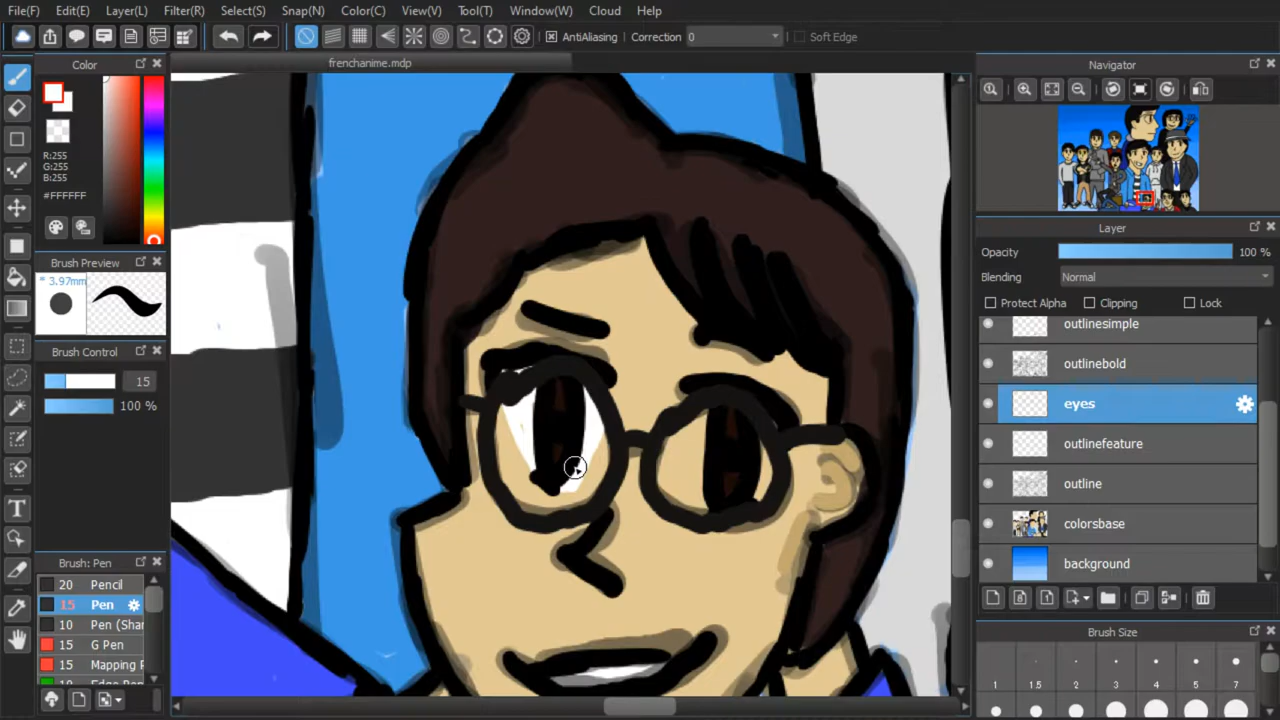 File(F) Edit(E) Layer(L) Filter(R) Select(S) Snap(N) Color(C) View(V) Tool(T) Window(W) Cloud Help
AntiAliasing Correction 0 Soft Edge
Color
frenchanime.mdp
Navigator
R:255
G:255
B:255
#FFFFFF
Layer
Opacity 100 %
Blending Normal
Protect Alpha Clipping Lock
Brush Preview
* 3.97mm
outlinesimple
Brush Control
outlinebold
15
100 %
eyes
outlinefeature
outline
colorsbase
background
Brush: Pen
20 Pencil
15 Pen
10 Pen (Shar
15 G Pen
15 Mapping
Brush Size
1 1.5 2 3 4 5 7